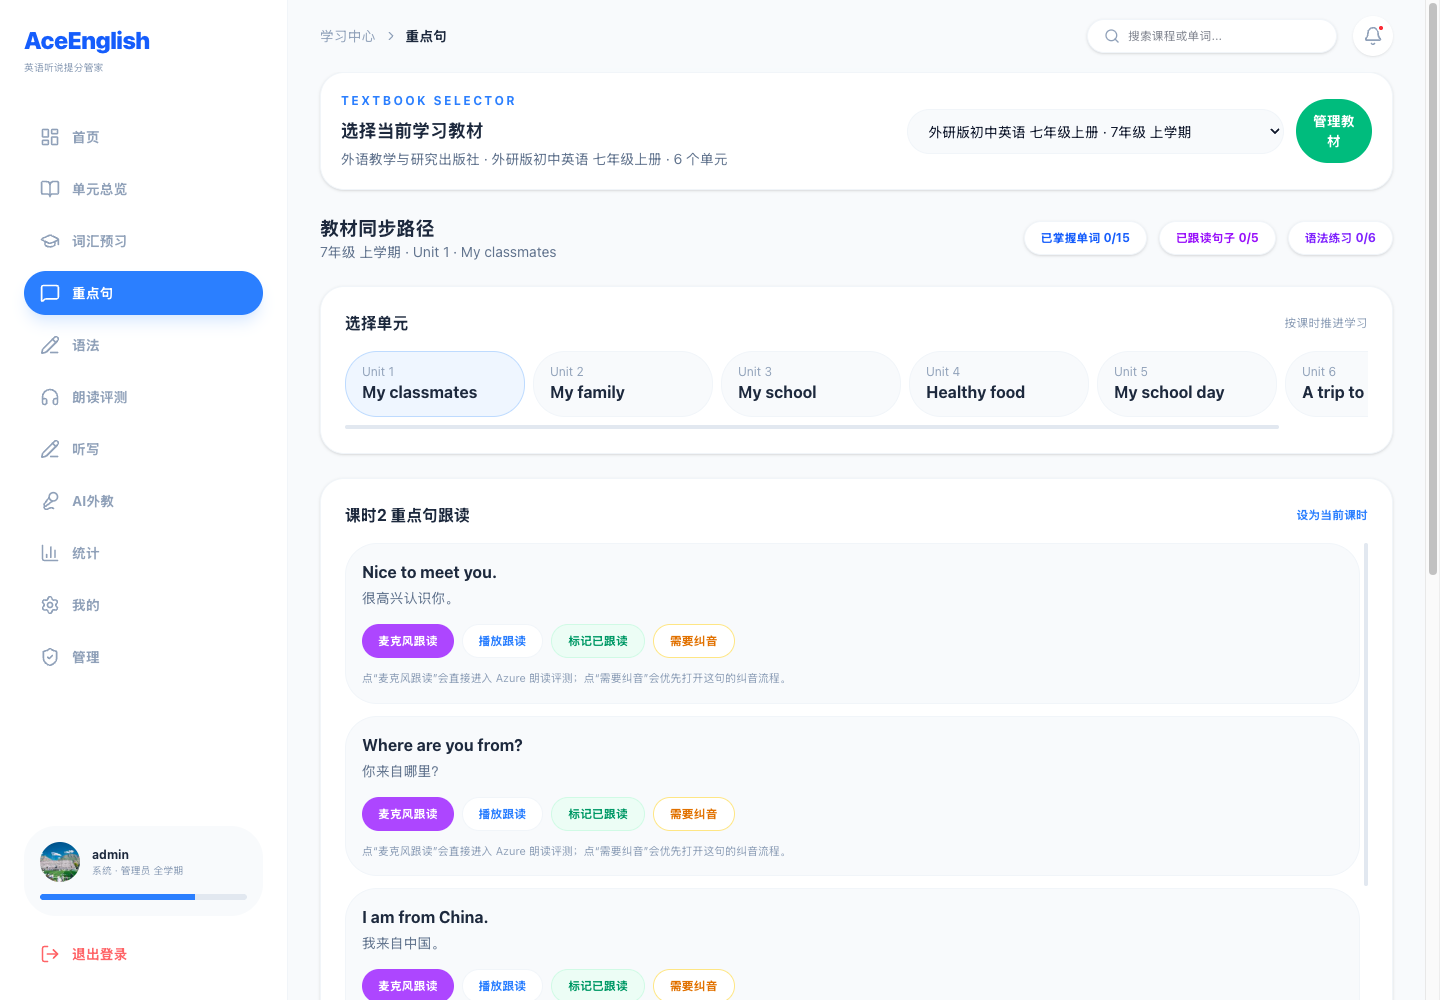 AceEnglish
英语听说提分管家
首页
单元总览
词汇预习
重点句
语法
朗读评测
听写
AI外教
统计
我的
管理
admin
系统 · 管理员 全学期
退出登录
学习中心 > 重点句
搜索课程或单词...
TEXTBOOK SELECTOR
选择当前学习教材
外语教学与研究出版社 · 外研版初中英语 七年级上册 · 6 个单元
外研版初中英语 七年级上册 · 7年级 上学期
管理教
材
教材同步路径
7年级 上学期 · Unit 1 · My classmates
已掌握单词 0/15
已跟读句子 0/5
语法练习 0/6
选择单元
按课时推进学习
Unit 1
My classmates
Unit 2
My family
Unit 3
My school
Unit 4
Healthy food
Unit 5
My school day
Unit 6
A trip to
课时2 重点句跟读
设为当前课时
Nice to meet you.
很高兴认识你。
麦克风跟读
播放跟读
标记已跟读
需要纠音
点“麦克风跟读”会直接进入 Azure 朗读评测；点“需要纠音”会优先打开这句的纠音流程。
Where are you from?
你来自哪里?
麦克风跟读
播放跟读
标记已跟读
需要纠音
点“麦克风跟读”会直接进入 Azure 朗读评测；点“需要纠音”会优先打开这句的纠音流程。
I am from China.
我来自中国。
麦克风跟读
播放跟读
标记已跟读
需要纠音